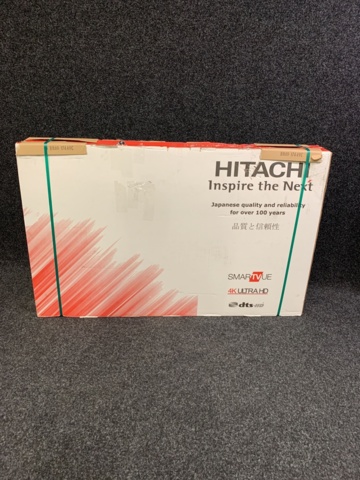 HITACHI
Inspire the Next
Japanese quality and reliability
for over 100 years
品質と信頼性
SMARTVUE
4K ULTRA HD
dts